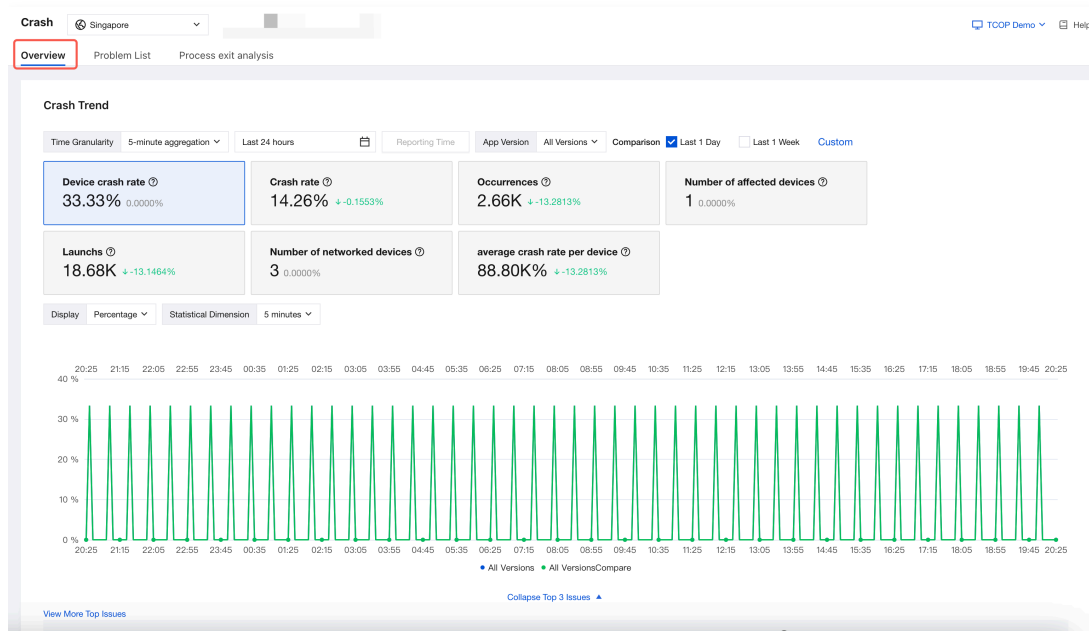 Crash Singapore TCOP Demo Help
Overview Problem List Process exit analysis
Crash Trend
Time Granularity 5-minute aggregation Last 24 hours Reporting Time App Version All Versions Comparison Last 1 Day Last 1 Week Custom
Device crash rate Crash rate Occurrences Number of affected devices
33.33% 0.0000% 14.26% -0.1553% 2.66K -13.2813% 1 0.0000%
Launchs Number of networked devices average crash rate per device
18.68K -13.1464% 3 0.0000% 88.80K% -13.2813%
Display Percentage Statistical Dimension 5 minutes
20:25 21:15 22:05 22:55 23:45 00:35 01:25 02:15 03:05 03:55 04:45 05:35 06:25 07:15 08:05 08:55 09:45 10:35 11:25 12:15 13:05 13:55 14:45 15:35 16:25 17:15 18:05 18:55 19:45 20:25
40 %
30 %
20 %
10 %
0 %
20:25 21:15 22:05 22:55 23:45 00:35 01:25 02:15 03:05 03:55 04:45 05:35 06:25 07:15 08:05 08:55 09:45 10:35 11:25 12:15 13:05 13:55 14:45 15:35 16:25 17:15 18:05 18:55 19:45 20:25
All Versions All VersionsCompare
Collapse Top 3 Issues
View More Top Issues